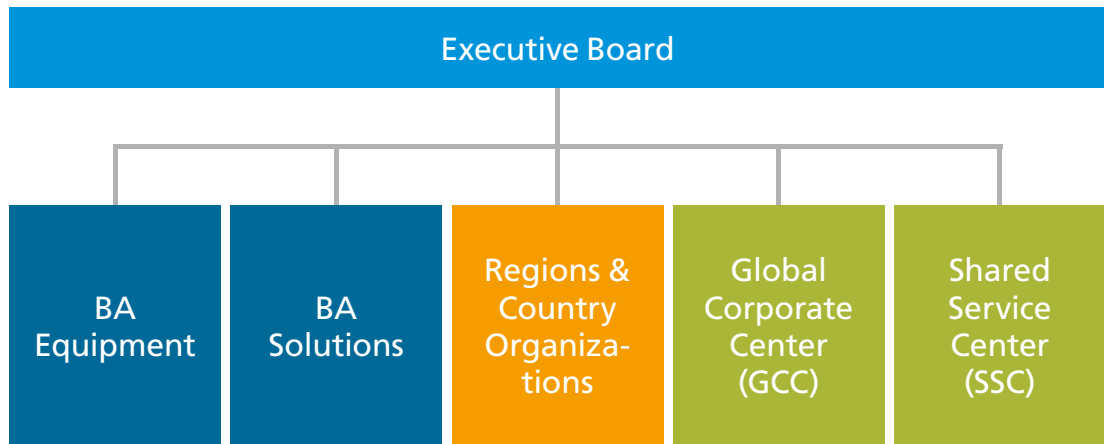 Executive Board
BA
Equipment
BA
Solutions
Regions &
Country
Organiza-
tions
Global
Corporate
Center
(GCC)
Shared
Service
Center
(SSC)